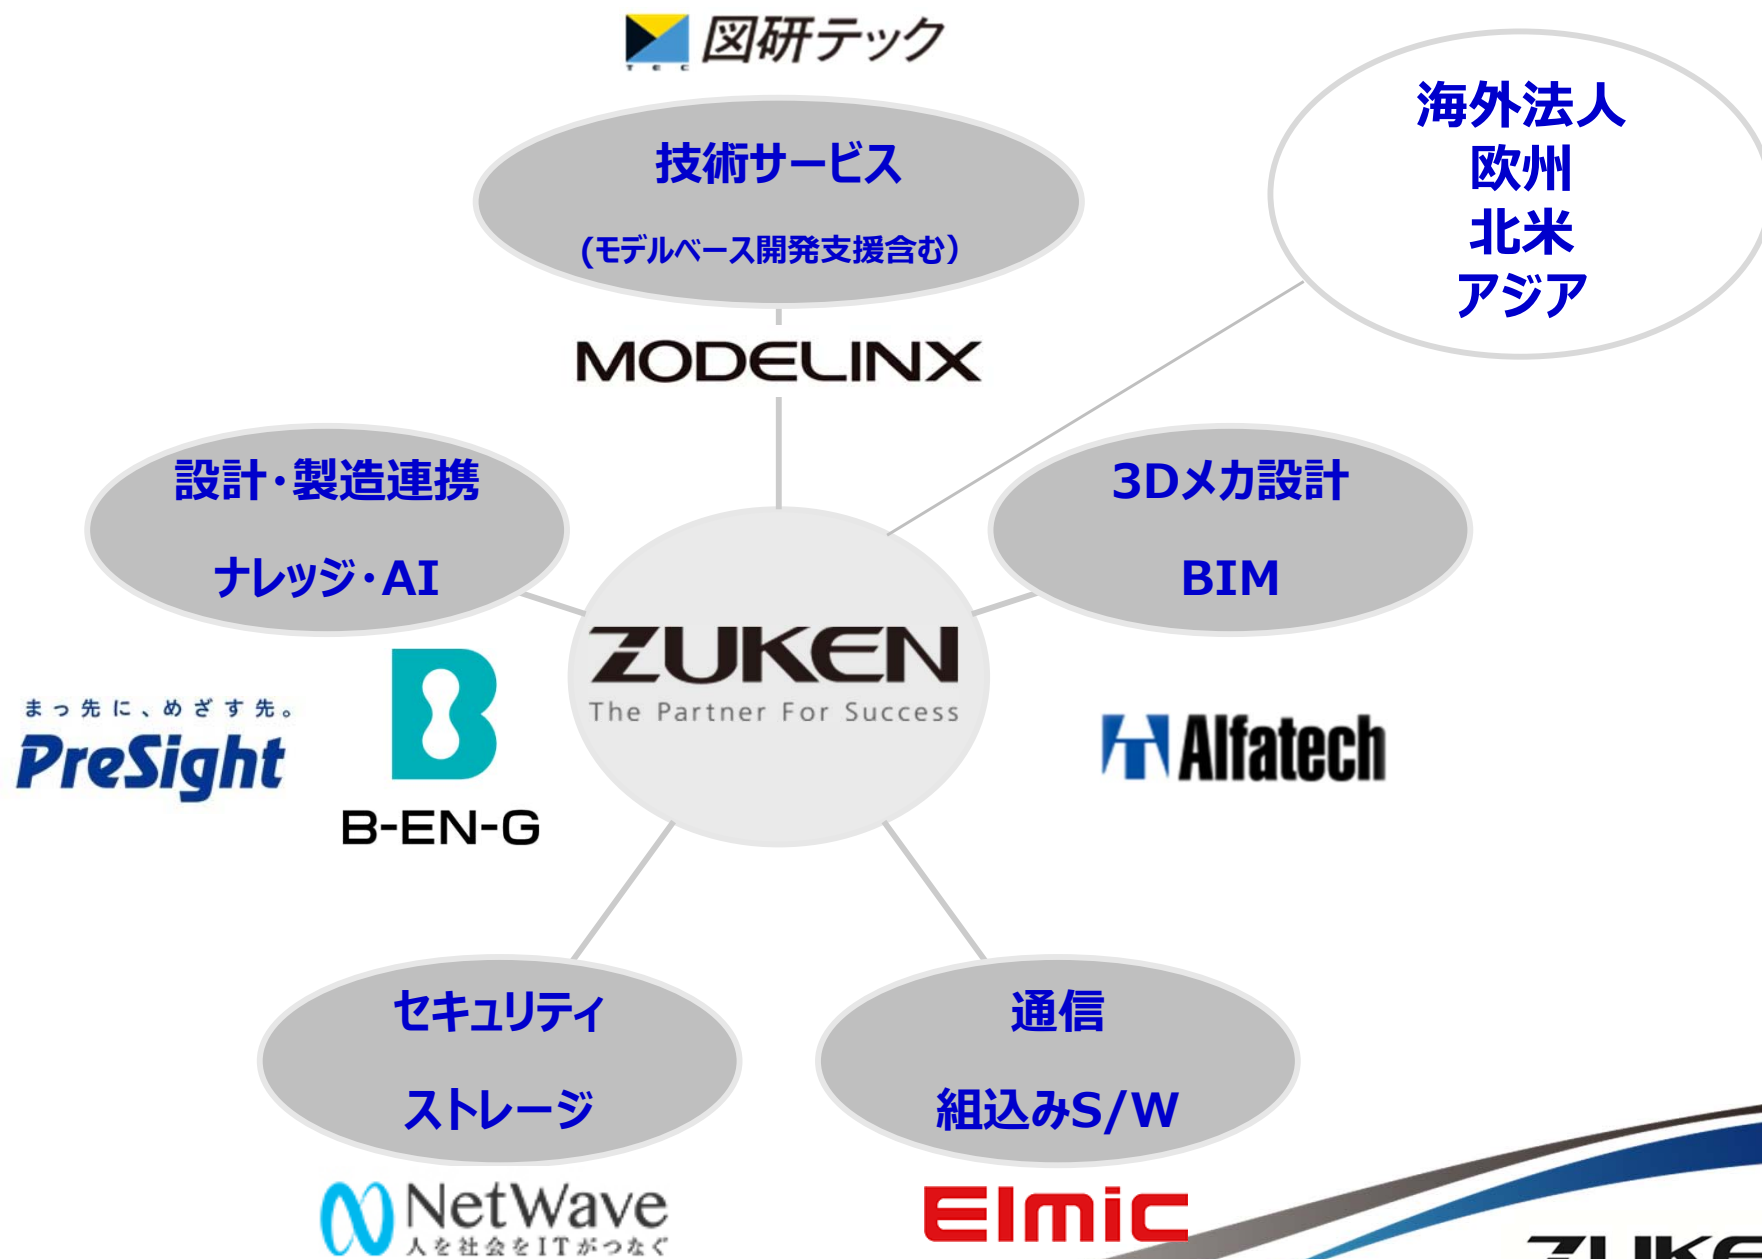 TEC 図研テック
技術サービス
(モデルベース開発支援含む）
MODELINX
海外法人
欧州
北米
アジア
設計・製造連携
ナレッジ・AI
3Dメカ設計
BIM
ZUKEN
The Partner For Success
まっ先に、めざす先。
PreSight
B-EN-G
Alfatech
セキュリティ
ストレージ
通信
組込みS/W
NetWave
人を社会をITがつなぐ
Elmic
ZUKE